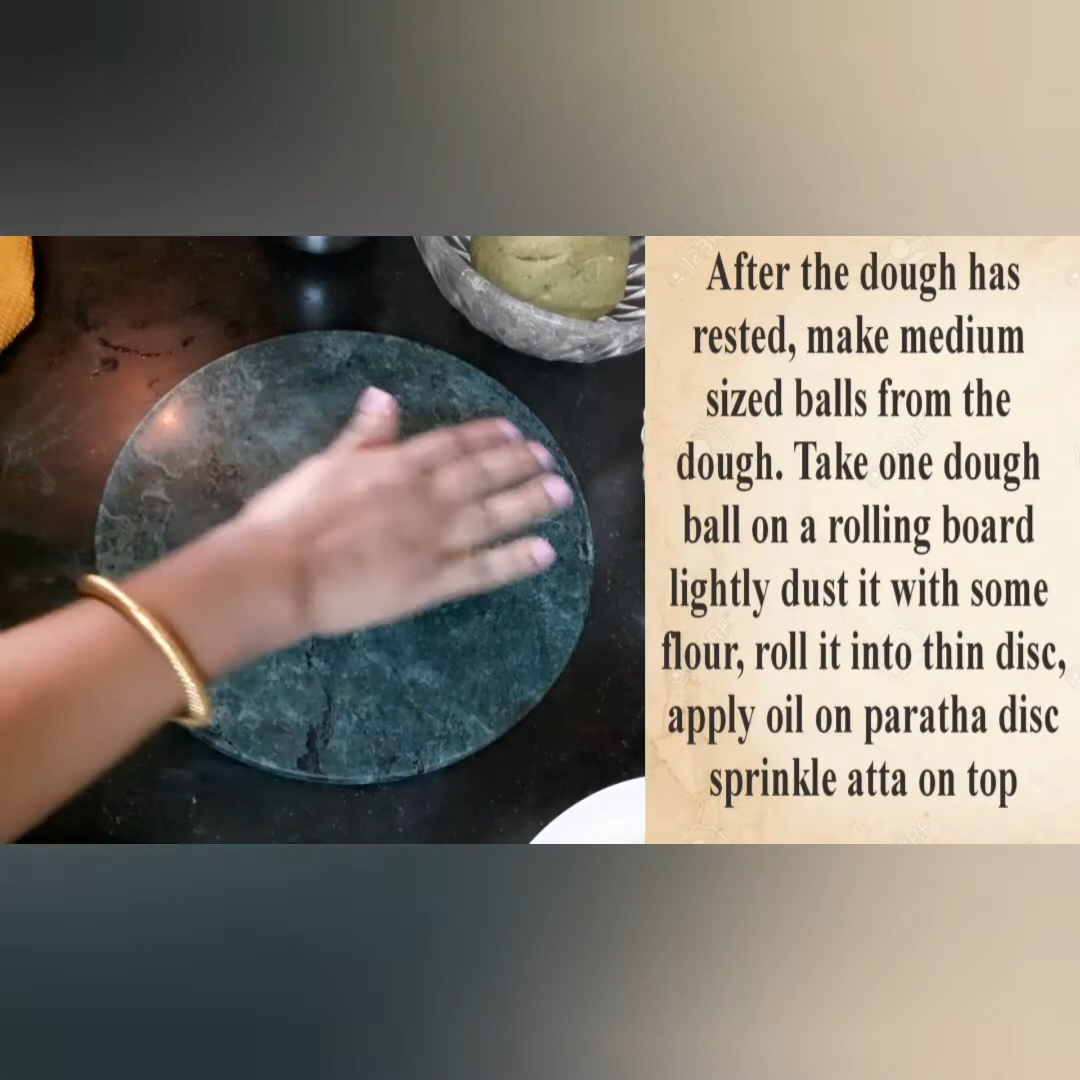 After the dough has
rested, make medium
sized balls from the
dough. Take one dough
ball on a rolling board
lightly dust it with some
flour, roll it into thin disc,
apply oil on paratha disc
sprinkle atta on top